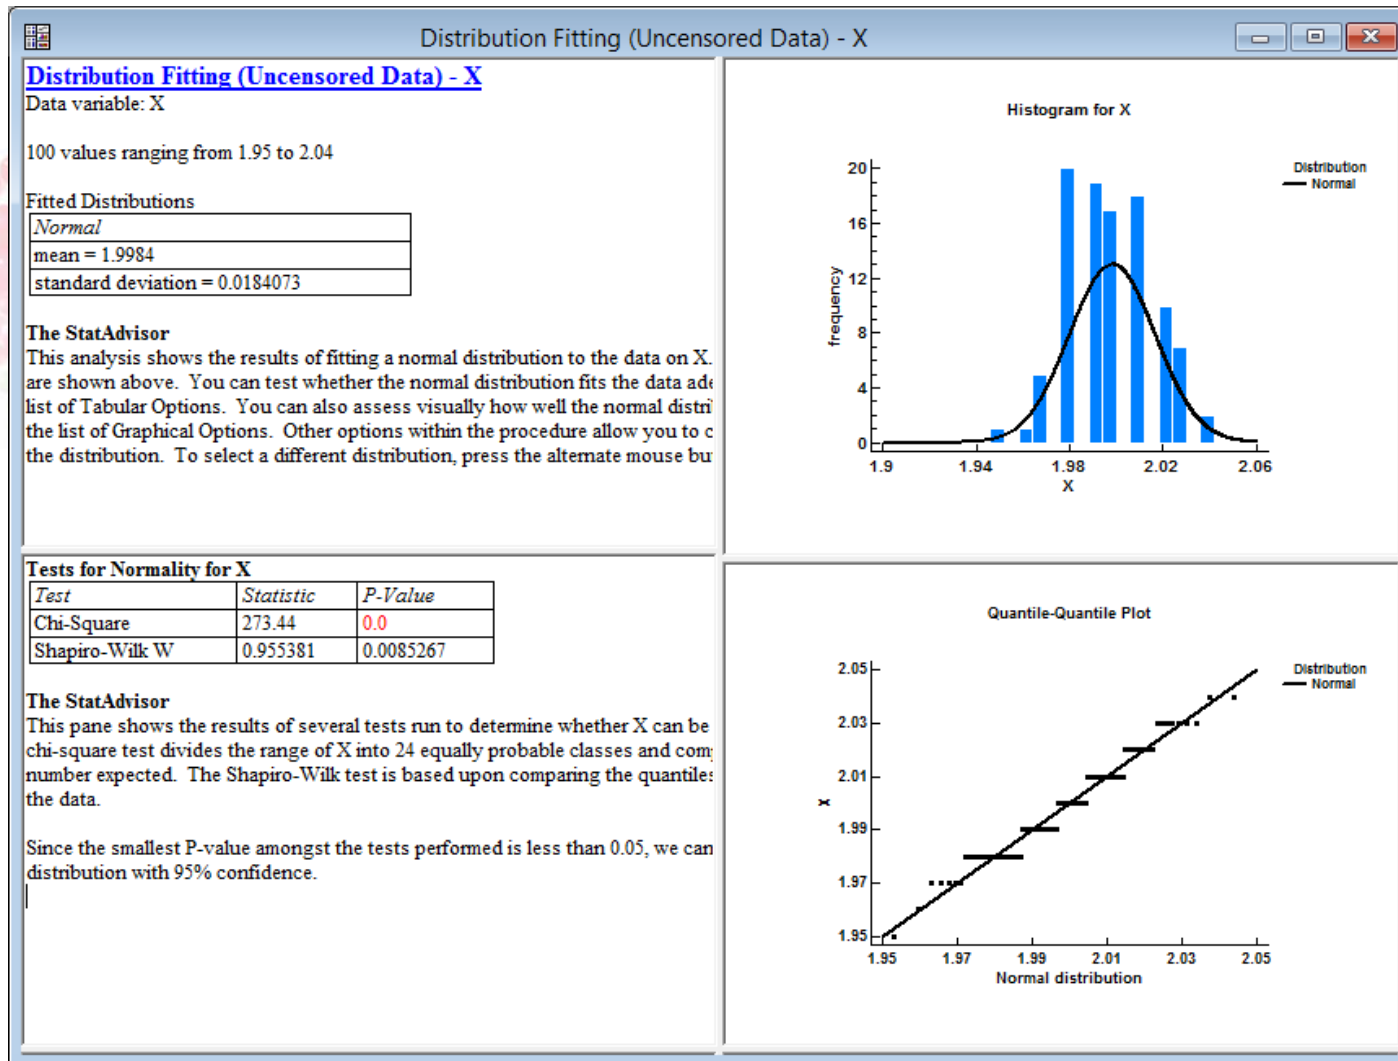 Distribution Fitting (Uncensored Data) - X
Distribution Fitting (Uncensored Data) - X
Data variable: X
100 values ranging from 1.95 to 2.04
Fitted Distributions
Normal
mean = 1.9984
standard deviation = 0.0184073
The StatAdvisor
This analysis shows the results of fitting a normal distribution to the data on X.
are shown above. You can test whether the normal distribution fits the data ade
list of Tabular Options. You can also assess visually how well the normal distri
the list of Graphical Options. Other options within the procedure allow you to c
the distribution. To select a different distribution, press the alternate mouse bu
Histogram for X
Distribution
Normal
frequency
20
16
12
8
4
0
1.9 1.94 1.98 2.02 2.06
X
Tests for Normality for X
Test Statistic P-Value
Chi-Square 273.44 0.0
Shapiro-Wilk W 0.955381 0.0085267
The StatAdvisor
This pane shows the results of several tests run to determine whether X can be
chi-square test divides the range of X into 24 equally probable classes and com
number expected. The Shapiro-Wilk test is based upon comparing the quantiles
the data.
Since the smallest P-value amongst the tests performed is less than 0.05, we can
distribution with 95% confidence.
Quantile-Quantile Plot
Distribution
Normal
X
2.05
2.03
2.01
1.99
1.97
1.95
1.95 1.97 1.99 2.01 2.03 2.05
Normal distribution